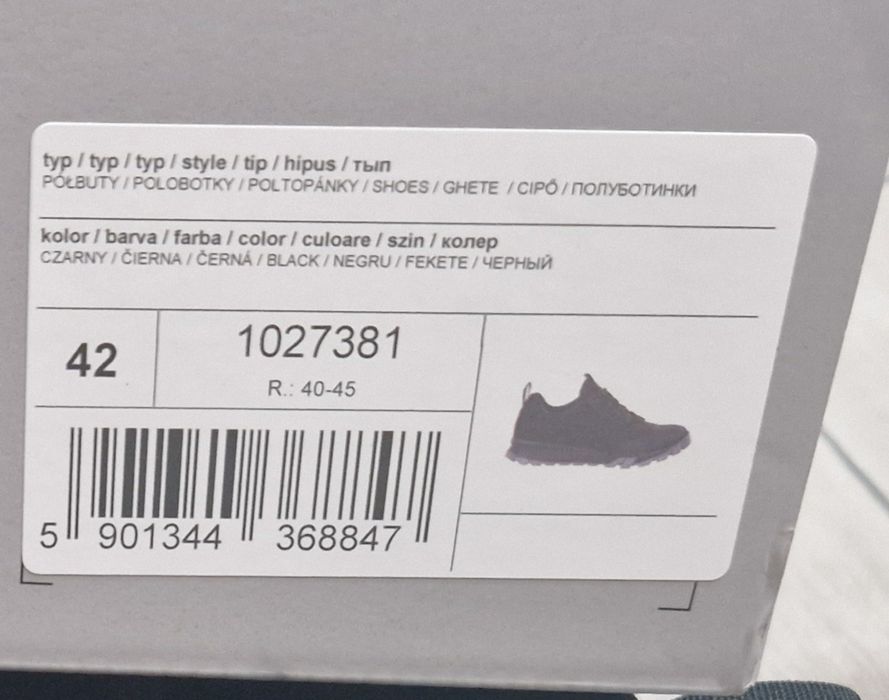 typ / typ / typ / style / tip / hipus / тып
PÓŁBUTY / POLOBOTKY / POLTOPÁNKY / SHOES / GHETE / CIPŐ / ПОЛУБОТИНКИ
kolor / barva / farba / color / culoare / szin / колер
CZARNY / ČIERNA / ČERNÁ / BLACK / NEGRU / FEKETE / ЧЕРНЫЙ
42
1027381
R.: 40-45
5 901344 368847